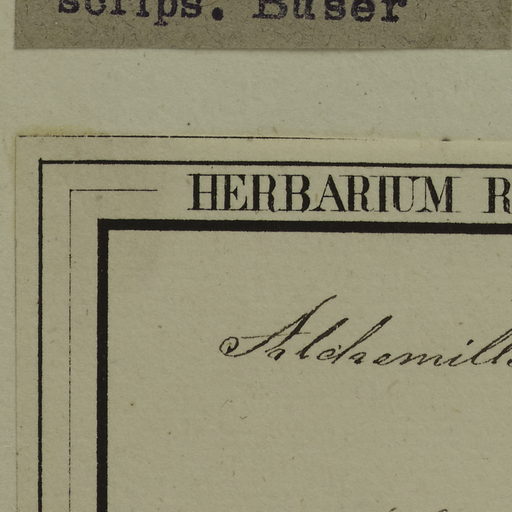 scrips. Buser
HERBARIUM R
Alchemill